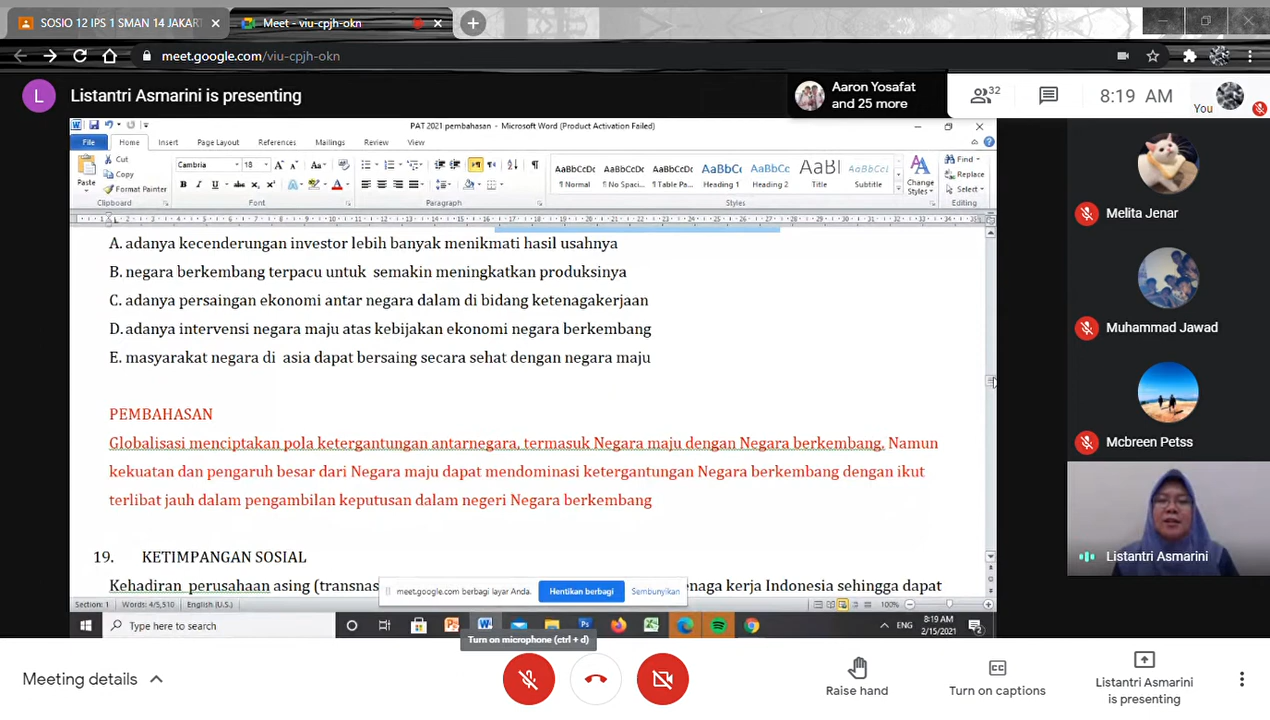 SOSIO 12 IPS 1 SMAN 14 JAKART
Meet - viu-cpjh-okn
meet.google.com/viu-cpjh-okn
L
Listantri Asmarini is presenting
Aaron Yosafat
and 25 more
32
8:19 AM
You
PAT 2021 pembahasan - Microsoft Word (Product Activation Failed)
File Home Insert Page Layout References Mailings Review View
Paste
Cut
Copy
Format Painter
Clipboard
Cambria 18
Font
Paragraph
AaBbCcDc AaBbCcDc AaBbCcDc AaBbCc AaBbCc AaBl AaBbCcDc
¶ Normal ¶ No Spaci... ¶ Table Pa... Heading 1 Heading 2 Title Subtitle
Change
Styles
Styles
Find
Replace
Select
Editing
A. adanya kecenderungan investor lebih banyak menikmati hasil usahnya
B. negara berkembang terpacu untuk semakin meningkatkan produksinya
C. adanya persaingan ekonomi antar negara dalam di bidang ketenagakerjaan
D. adanya intervensi negara maju atas kebijakan ekonomi negara berkembang
E. masyarakat negara di asia dapat bersaing secara sehat dengan negara maju
PEMBAHASAN
Globalisasi menciptakan pola ketergantungan antarnegara, termasuk Negara maju dengan Negara berkembang. Namun
kekuatan dan pengaruh besar dari Negara maju dapat mendominasi ketergantungan Negara berkembang dengan ikut
terlibat jauh dalam pengambilan keputusan dalam negeri Negara berkembang
19. KETIMPANGAN SOSIAL
Kehadiran perusahaan asing (transnas
enaga kerja Indonesia sehingga dapat
meet.google.com berbagi layar Anda.
Hentikan berbagi
Sembunyikan
Section: 1 Words: 4/5,510 English (U.S.)
100%
Type here to search
ENG
8:19 AM
2/15/2021
Turn on microphone (ctrl + d)
Melita Jenar
Muhammad Jawad
Mcbreen Petss
Listantri Asmarini
Meeting details
Raise hand
Turn on captions
Listantri Asmarini
is presenting